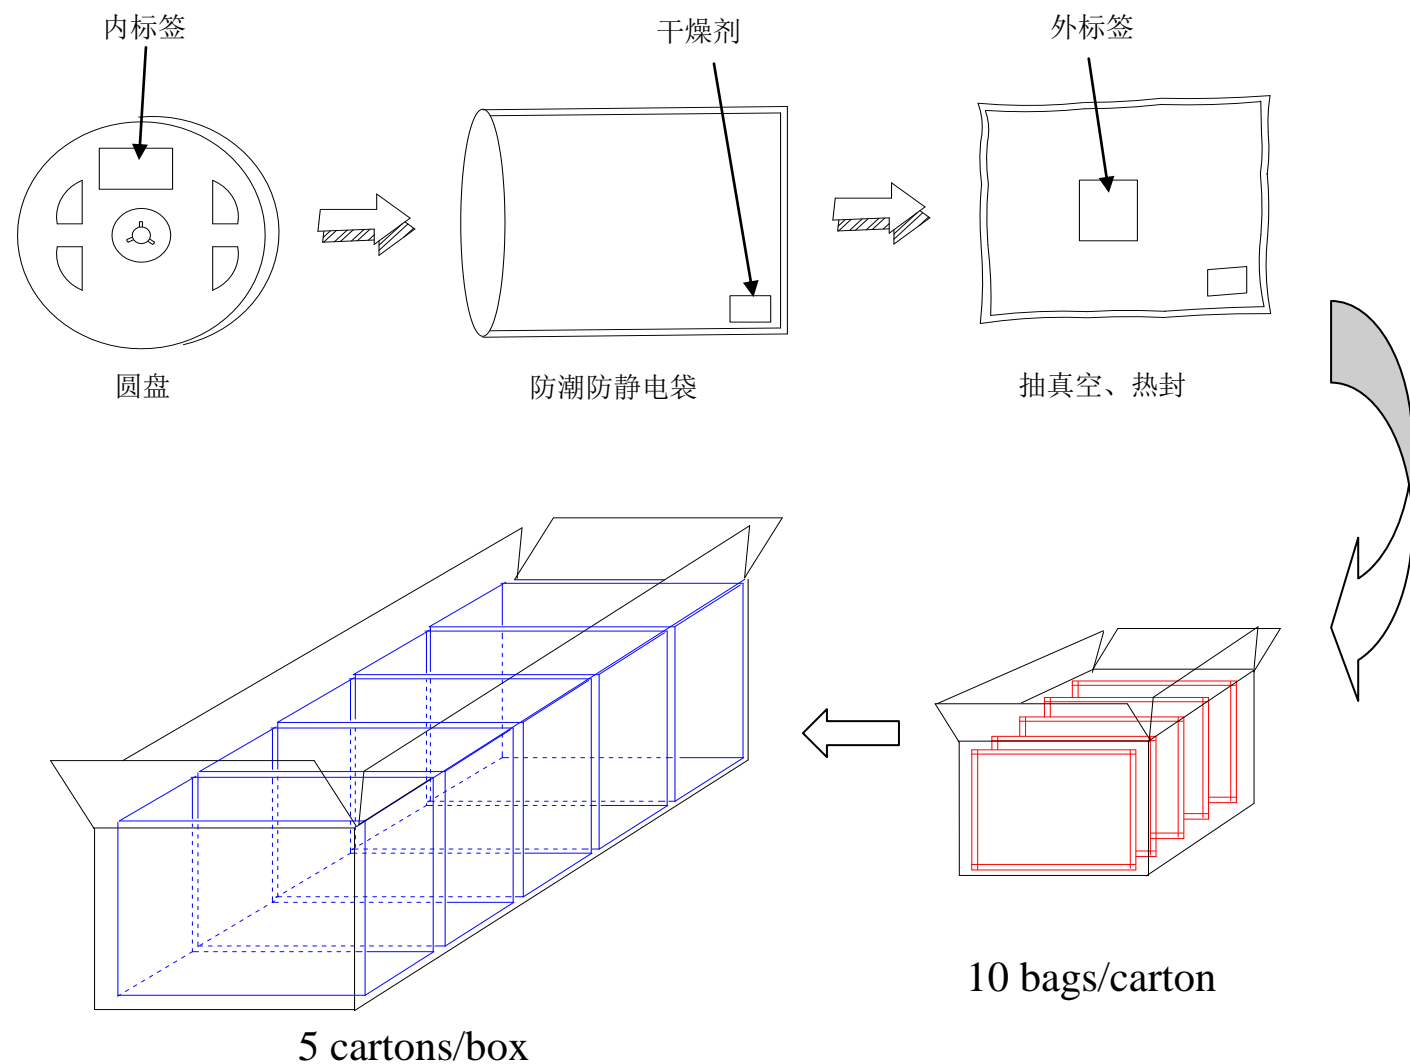 内标签
干燥剂
外标签
圆盘
防潮防静电袋
抽真空、热封
10 bags/carton
5 cartons/box